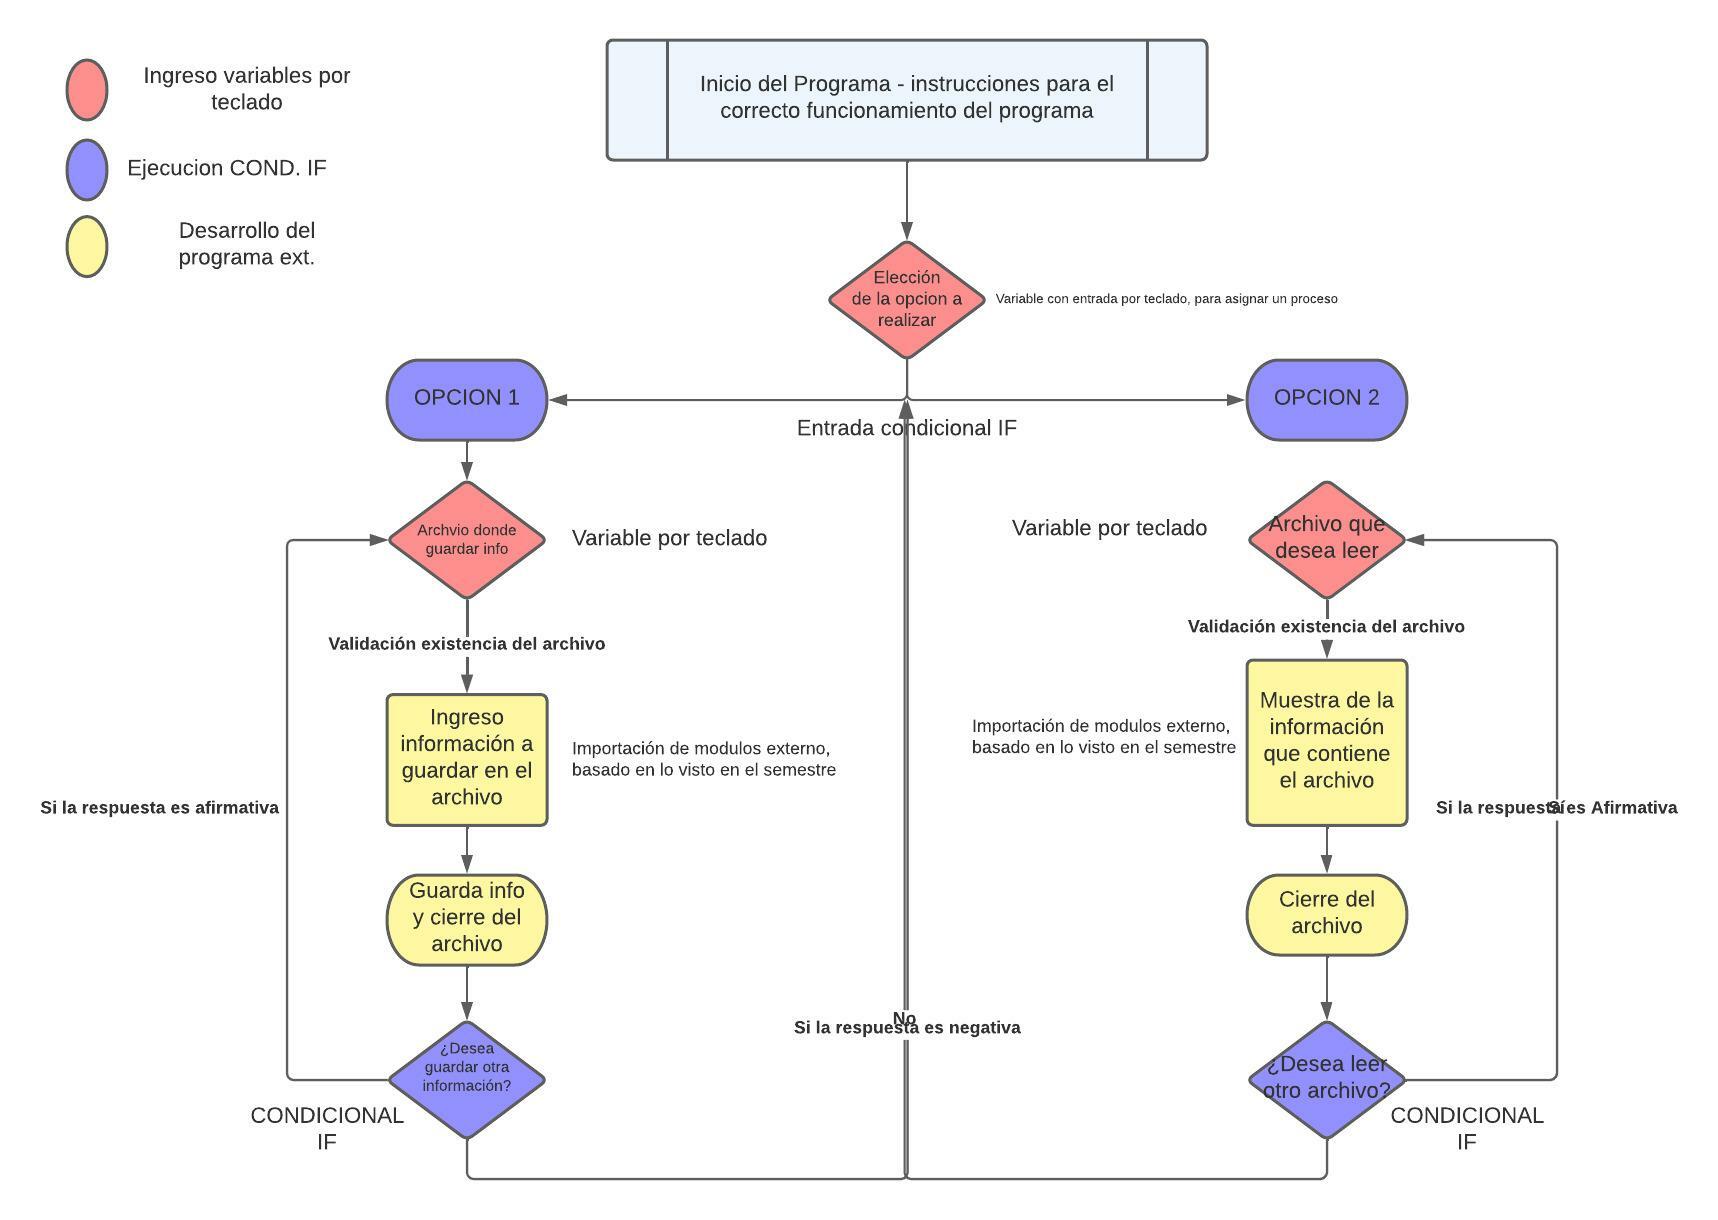 Ingreso variables por
teclado
Ejecucion COND. IF
Desarrollo del
programa ext.
Inicio del Programa - instrucciones para el
correcto funcionamiento del programa
Elección
de la opcion a
realizar
Variable con entrada por teclado, para asignar un proceso
OPCION 1
OPCION 2
Entrada condicional IF
Archvio donde
guardar info
Variable por teclado
Variable por teclado
Archivo que
desea leer
Validación existencia del archivo
Validación existencia del archivo
Ingreso
información a
guardar en el
archivo
Importación de modulos externo,
basado en lo visto en el semestre
Importación de modulos externo,
basado en lo visto en el semestre
Muestra de la
información
que contiene
el archivo
Si la respuesta es afirmativa
Si la respuesta es Afirmativa
Sí
Guarda info
y cierre del
archivo
Cierre del
archivo
No
Si la respuesta es negativa
¿Desea
guardar otra
información?
¿Desea leer
otro archivo?
CONDICIONAL
IF
CONDICIONAL
IF